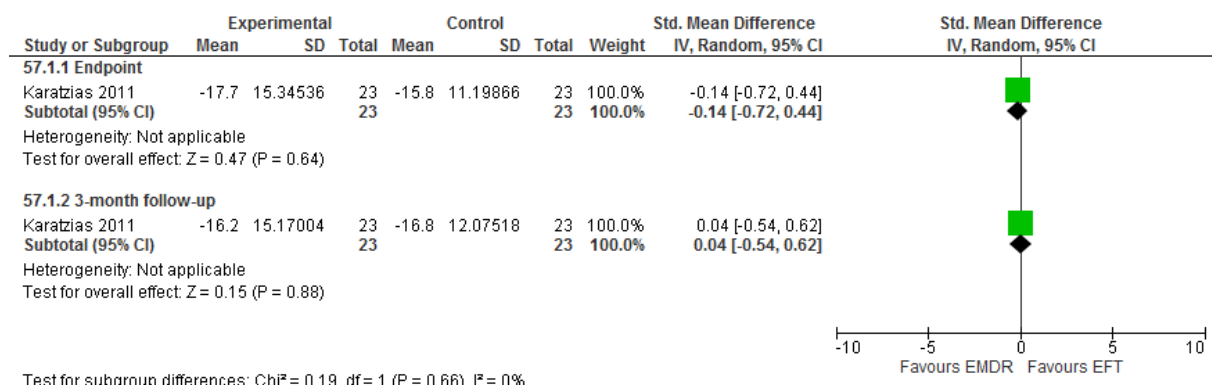 Experimental Control Std. Mean Difference Std. Mean Difference
Study or Subgroup Mean SD Total Mean SD Total Weight IV, Random, 95% CI IV, Random, 95% CI
57.1.1 Endpoint
Karatzias 2011 -17.7 15.34536 23 -15.8 11.19866 23 100.0% -0.14 [-0.72, 0.44]
Subtotal (95% CI) 23 23 100.0% -0.14 [-0.72, 0.44]
Heterogeneity: Not applicable
Test for overall effect: Z = 0.47 (P = 0.64)
57.1.2 3-month follow-up
Karatzias 2011 -16.2 15.17004 23 -16.8 12.07518 23 100.0% 0.04 [-0.54, 0.62]
Subtotal (95% CI) 23 23 100.0% 0.04 [-0.54, 0.62]
Heterogeneity: Not applicable
Test for overall effect: Z = 0.15 (P = 0.88)
-10 -5 0 5 10
Favours EMDR Favours EFT
Test for subgroup differences: Chi² = 0.19, df = 1 (P = 0.66), I² = 0%